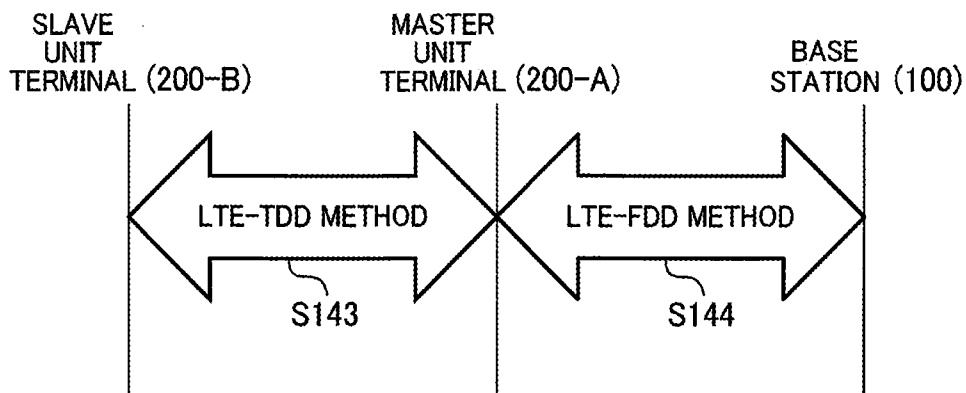 SLAVE
UNIT
TERMINAL (200-B)
MASTER
UNIT
TERMINAL (200-A)
BASE
STATION (100)
LTE-TDD METHOD
LTE-FDD METHOD
S143
S144